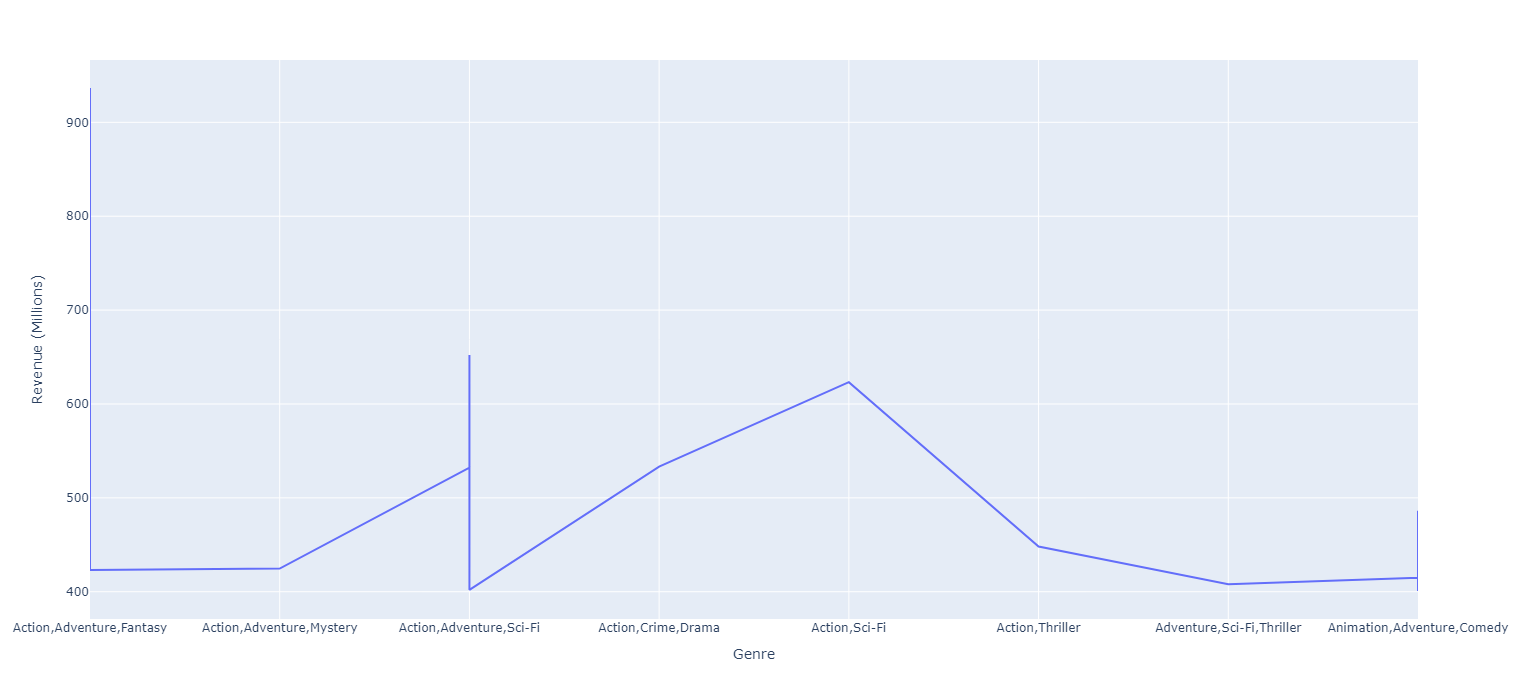 900
800
700
600
500
400
Revenue (Millions)
Action,Adventure,Fantasy
Action,Adventure,Mystery
Action,Adventure,Sci-Fi
Action,Crime,Drama
Action,Sci-Fi
Action,Thriller
Adventure,Sci-Fi,Thriller
Animation,Adventure,Comedy
Genre